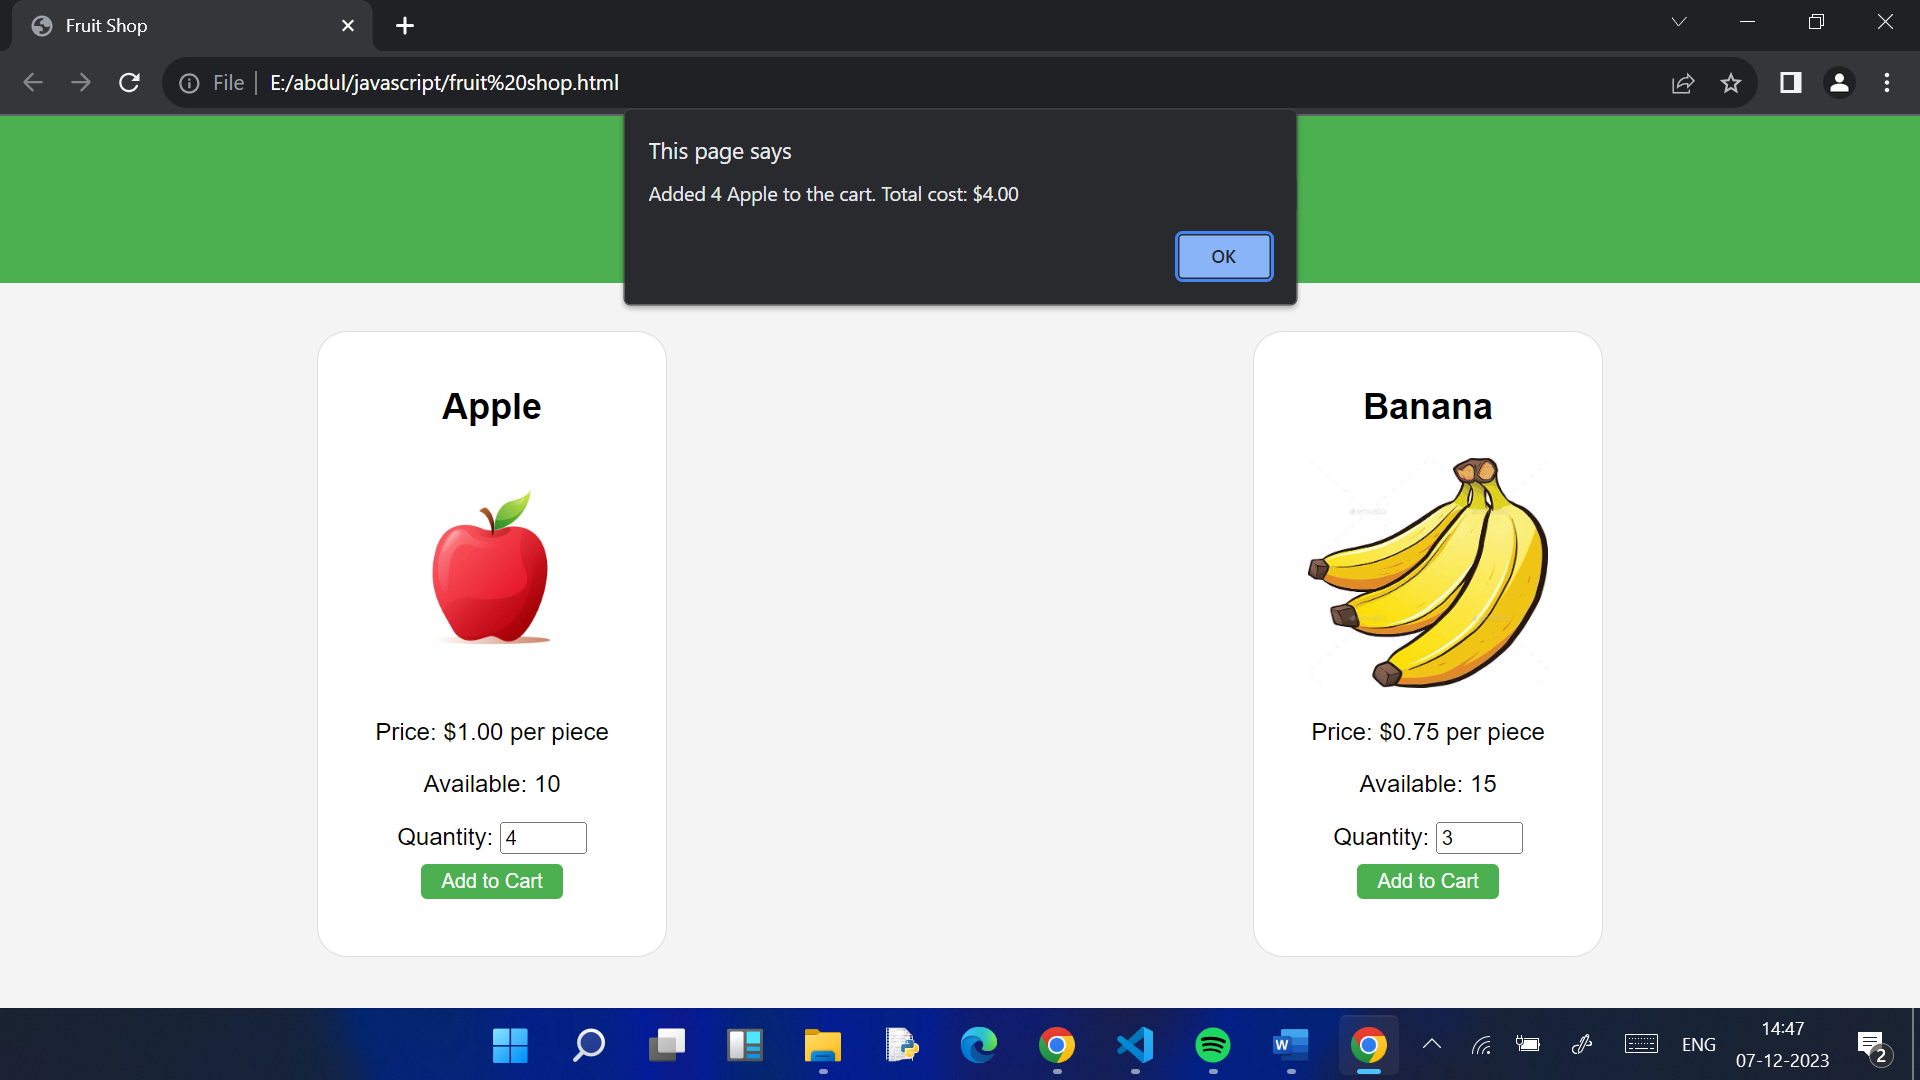 Fruit Shop
File
E:/abdul/javascript/fruit%20shop.html
This page says
Added 4 Apple to the cart. Total cost: $4.00
OK
Apple
Price: $1.00 per piece
Available: 10
Quantity: 4
Add to Cart
Banana
envato
Price: $0.75 per piece
Available: 15
Quantity: 3
Add to Cart
W
ENG
14:47
07-12-2023
2